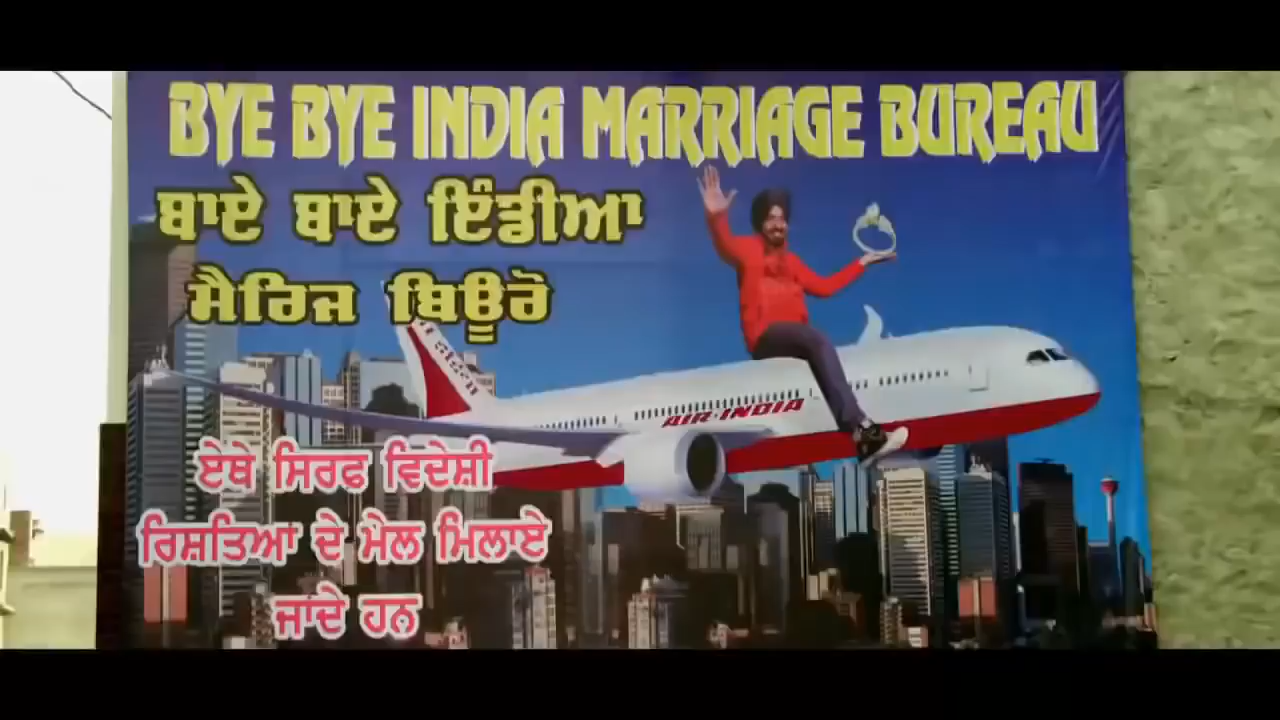 BYE BYE INDIA MARRIAGE BUREAU
ਬਾਏ ਬਾਏ ਇੰਡੀਆ
ਮੈਰਿਜ ਬਿਊਰੋ
AIR-INDIA
ਏਥੇ ਸਿਰਫ ਵਿਦੇਸ਼ੀ
ਰਿਸ਼ਤਿਆਂ ਦੇ ਮੇਲ ਮਿਲਾਏ
ਜਾਂਦੇ ਹਨ